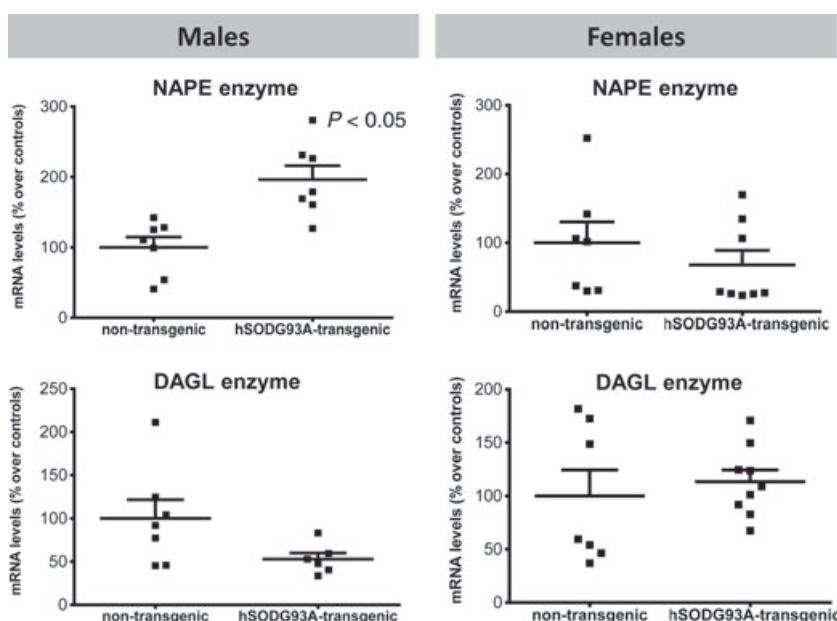 Males
Females
NAPE enzyme
mRNA levels (% over controls)
300
200
100
0
P < 0.05
non-transgenic
hSODG93A-transgenic
NAPE enzyme
mRNA levels (% over controls)
300
200
100
0
non-transgenic
hSODG93A-transgenic
DAGL enzyme
mRNA levels (% over controls)
250
200
150
100
50
0
non-transgenic
hSODG93A-transgenic
DAGL enzyme
mRNA levels (% over controls)
200
150
100
50
0
non-transgenic
hSODG93A-transgenic